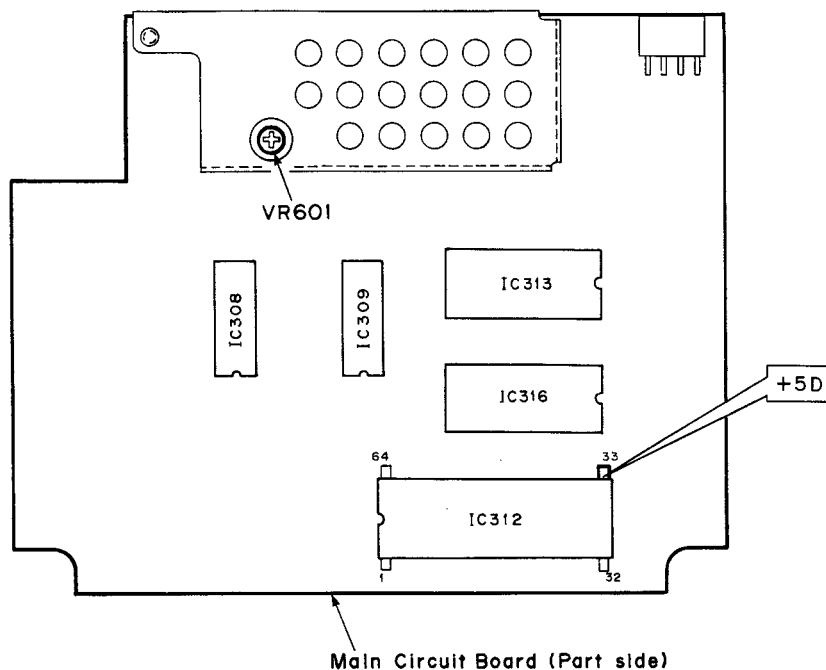 VR601
IC308
IC309
IC313
IC316
+5D
64
33
IC312
1
32
Main Circuit Board (Part side)